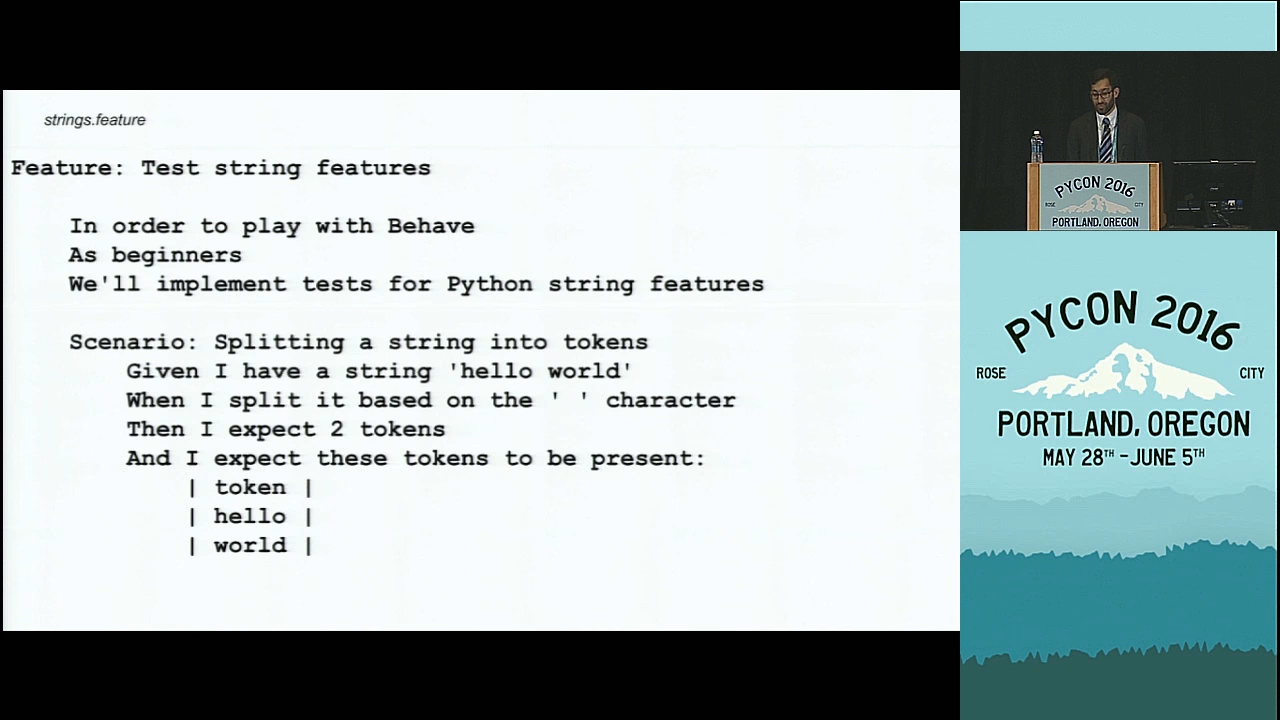 strings.feature
Feature: Test string features
In order to play with Behave
As beginners
We'll implement tests for Python string features
Scenario: Splitting a string into tokens
Given I have a string 'hello world'
When I split it based on the ' ' character
Then I expect 2 tokens
And I expect these tokens to be present:
| token |
| hello |
| world |
PYCON 2016
ROSE CITY
PORTLAND, OREGON
PYCON 2016
ROSE CITY
PORTLAND, OREGON
MAY 28TH - JUNE 5TH